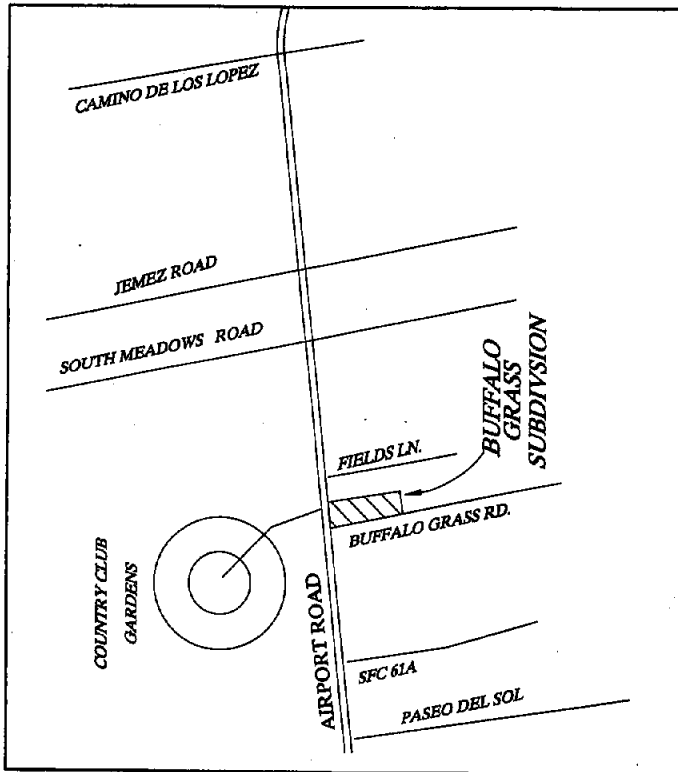 CAMINO DE LOS LOPEZ
JEMEZ ROAD
SOUTH MEADOWS ROAD
BUFFALO
GRASS
SUBDIVSION
FIELDS LN.
BUFFALO GRASS RD.
COUNTRY CLUB
GARDENS
AIRPORT ROAD
SFC 61A
PASEO DEL SOL